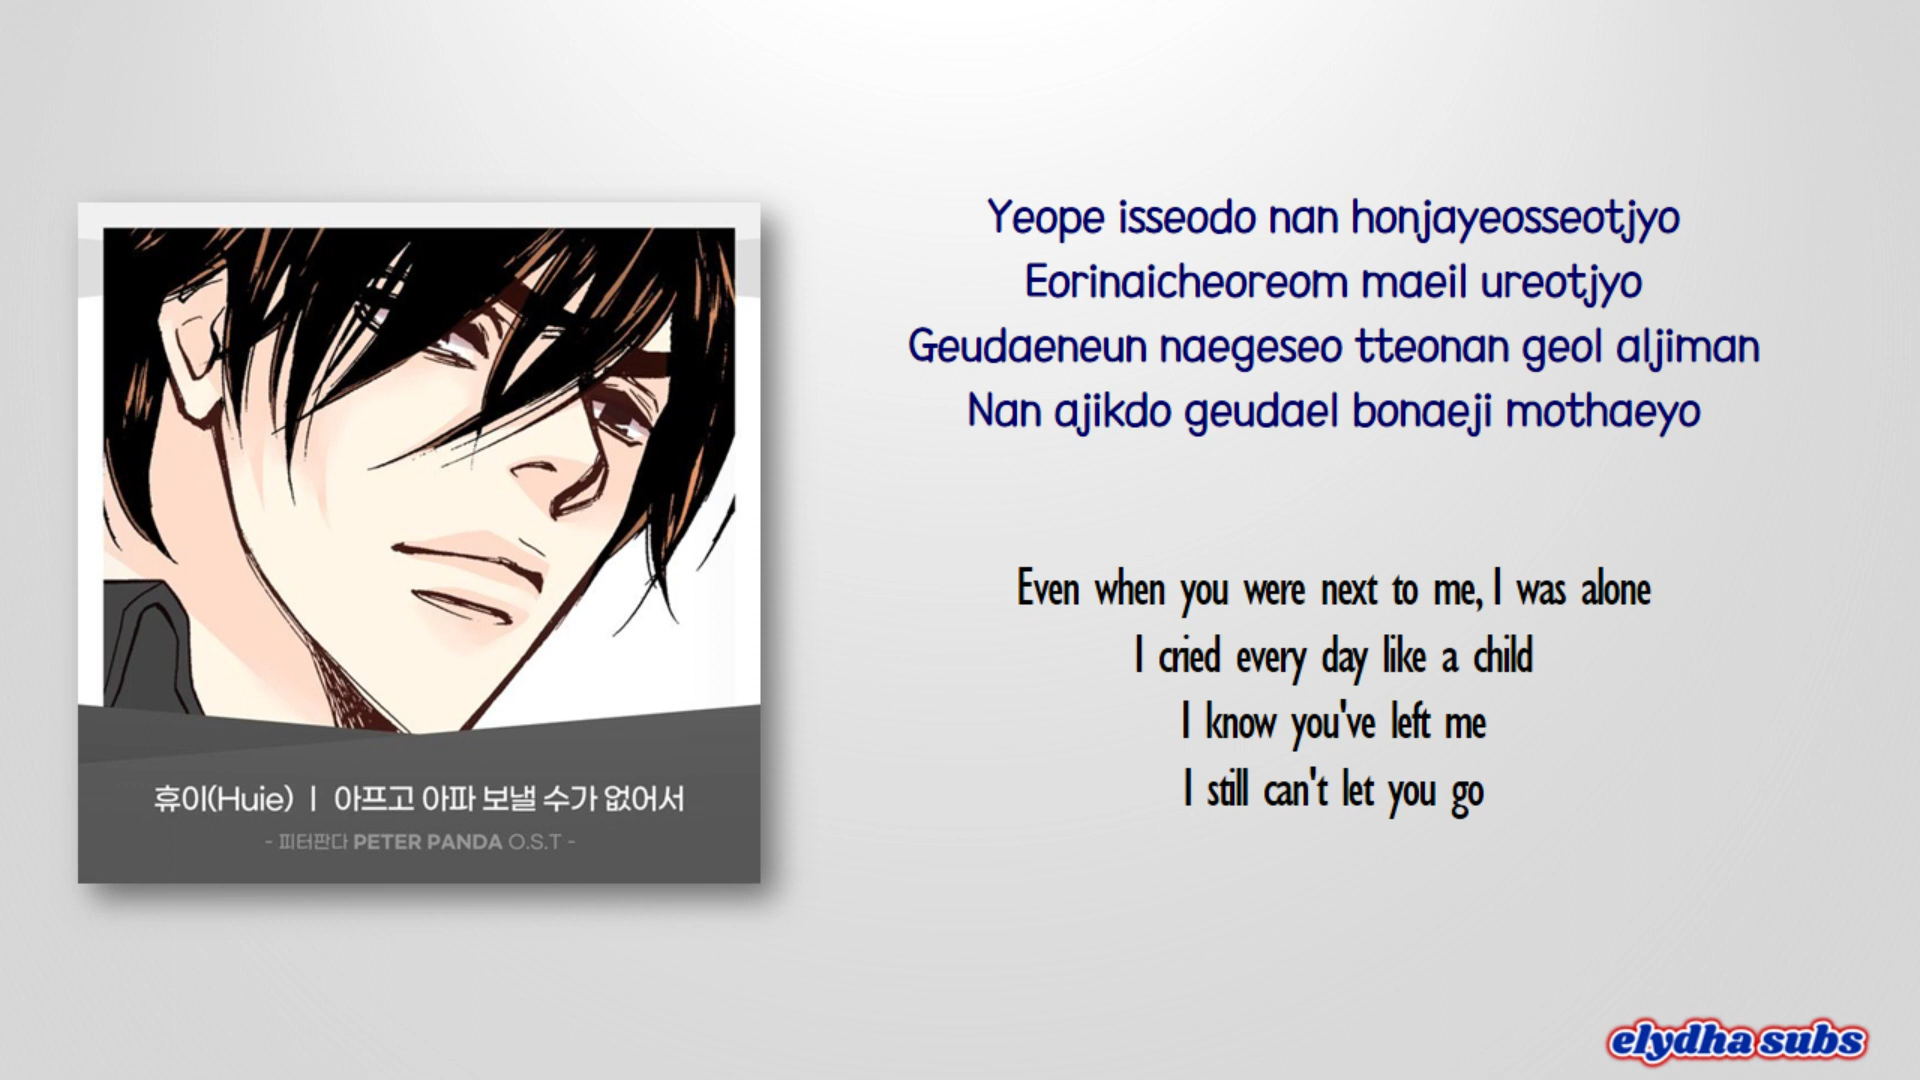 휴이(Huie) | 아프고 아파 보낼 수가 없어서
- 피터판다 PETER PANDA O.S.T -
Yeope isseodo nan honjayeosseotjyo
Eorinaicheoreom maeil ureotjyo
Geudaeneun naegeseo tteonan geol aljiman
Nan ajikdo geudael bonaeji mothaeyo
Even when you were next to me, I was alone
I cried every day like a child
I know you've left me
I still can't let you go
elydha subs